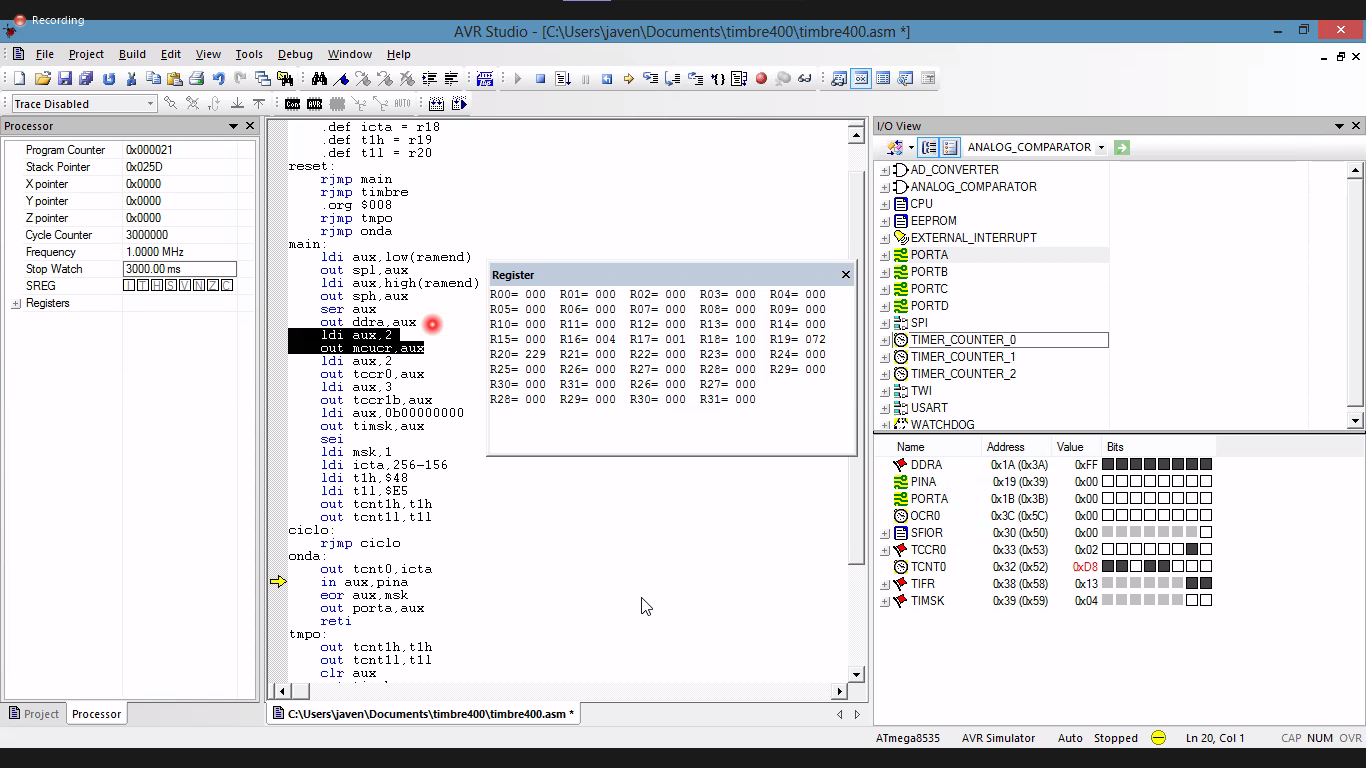 Recording
AVR Studio - [C:\Users\javen\Documents\timbre400\timbre400.asm *]
File Project Build Edit View Tools Debug Window Help
Trace Disabled
Con AVR AUTO
Processor
Program Counter 0x000021
Stack Pointer 0x025D
X pointer 0x0000
Y pointer 0x0000
Z pointer 0x0000
Cycle Counter 3000000
Frequency 1.0000 MHz
Stop Watch 3000.00 ms
SREG I T H S V N Z C
Registers
Project Processor
.def icta = r18
.def t1h = r19
.def t1l = r20
reset:
rjmp main
rjmp timbre
.org $008
rjmp tmpo
rjmp onda
main:
ldi aux,low(ramend)
out spl,aux
ldi aux,high(ramend)
out sph,aux
ser aux
out ddra,aux
ldi aux,2
out mcucr,aux
ldi aux,2
out tccr0,aux
ldi aux,3
out tccr1b,aux
ldi aux,0b00000000
out timsk,aux
sei
ldi msk,1
ldi icta,256-156
ldi t1h,$48
ldi t1l,$E5
out tcnt1h,t1h
out tcnt1l,t1l
ciclo:
rjmp ciclo
onda:
out tcnt0,icta
in aux,pina
eor aux,msk
out porta,aux
reti
tmpo:
out tcnt1h,t1h
out tcnt1l,t1l
clr aux
C:\Users\javen\Documents\timbre400\timbre400.asm *
Register
R00= 000 R01= 000 R02= 000 R03= 000 R04= 000
R05= 000 R06= 000 R07= 000 R08= 000 R09= 000
R10= 000 R11= 000 R12= 000 R13= 000 R14= 000
R15= 000 R16= 004 R17= 001 R18= 100 R19= 072
R20= 229 R21= 000 R22= 000 R23= 000 R24= 000
R25= 000 R26= 000 R27= 000 R28= 000 R29= 000
R30= 000 R31= 000 R26= 000 R27= 000
R28= 000 R29= 000 R30= 000 R31= 000
I/O View
ANALOG_COMPARATOR
AD_CONVERTER
ANALOG_COMPARATOR
CPU
EEPROM
EXTERNAL_INTERRUPT
PORTA
PORTB
PORTC
PORTD
SPI
TIMER_COUNTER_0
TIMER_COUNTER_1
TIMER_COUNTER_2
TWI
USART
WATCHDOG
Name Address Value Bits
DDRA 0x1A (0x3A) 0xFF
PINA 0x19 (0x39) 0x00
PORTA 0x1B (0x3B) 0x00
OCR0 0x3C (0x5C) 0x00
SFIOR 0x30 (0x50) 0x00
TCCR0 0x33 (0x53) 0x02
TCNT0 0x32 (0x52) 0xD8
TIFR 0x38 (0x58) 0x13
TIMSK 0x39 (0x59) 0x04
ATmega8535 AVR Simulator Auto Stopped Ln 20, Col 1 CAP NUM OVR